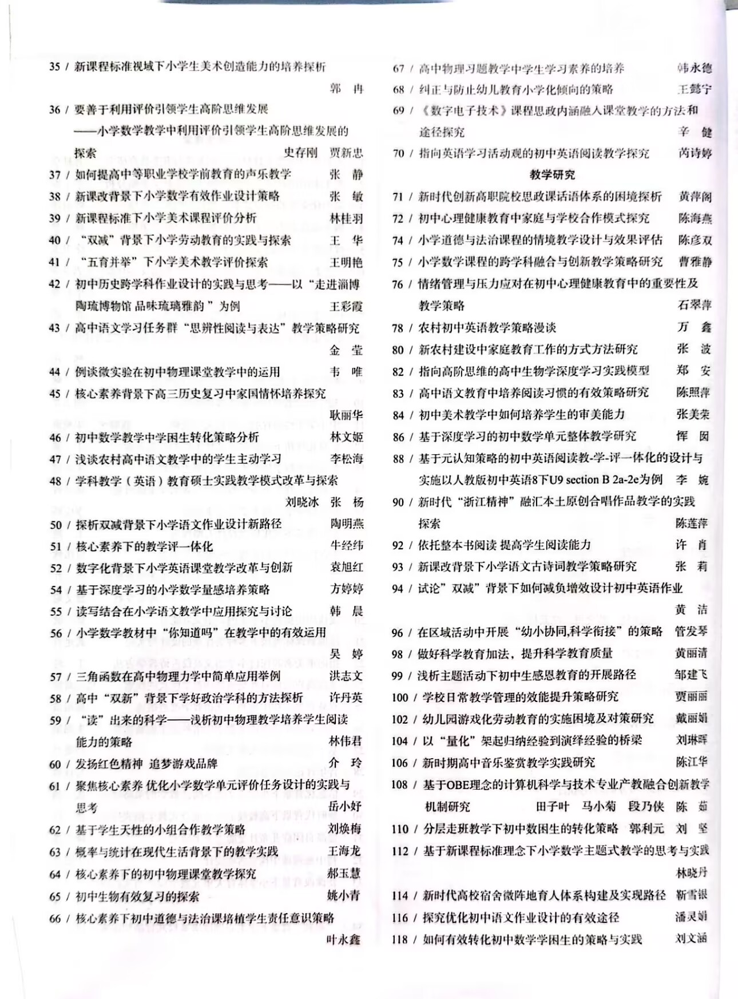 35 / 新课程标准视域下小学生美术创造能力的培养探析
郭 冉
36 / 要善于利用评价引领学生高阶思维发展
——小学数学教学中利用评价引领学生高阶思维发展的
探索 史存刚 贾新忠
37 / 如何提高中等职业学校学前教育的声乐教学 张 静
38 / 新课改背景下小学数学有效作业设计策略 张 敏
39 / 新课程标准下小学美术课程评价分析 林桂羽
40 / “双减”背景下小学劳动教育的实践与探索 王 华
41 / “五育并举”下小学美术教学评价探索 王明艳
42 / 初中历史跨学科作业设计的实践与思考——以“走进淄博
陶琉博物馆 品味琉璃雅韵 ”为例 王彩霞
43 / 高中语文学习任务群“思辨性阅读与表达”教学策略研究
金 莹
44 / 例谈微实验在初中物理课堂教学中的运用 韦 唯
45 / 核心素养背景下高三历史复习中家国情怀培养探究
耿丽华
46 / 初中数学教学中学困生转化策略分析 林文姬
47 / 浅谈农村高中语文教学中的学生主动学习 李松海
48 / 学科教学（英语）教育硕士实践教学模式改革与探索
刘晓冰 张 杨
50 / 探析双减背景下小学语文作业设计新路径 陶明燕
51 / 核心素养下的教学评一体化 牛经纬
52 / 数字化背景下小学英语课堂教学改革与创新 袁旭红
54 / 基于深度学习的小学数学量感培养策略 方婷婷
55 / 读写结合在小学语文教学中应用探究与讨论 韩 晨
56 / 小学数学教材中“你知道吗”在教学中的有效运用
吴 婷
57 / 三角函数在高中物理力学中简单应用举例 洪志文
58 / 高中“双新”背景下学好政治学科的方法探析 许丹英
59 / “读”出来的科学——浅析初中物理教学培养学生阅读
能力的策略 林伟君
60 / 发扬红色精神 追梦游戏品牌 介 玲
61 / 聚焦核心素养 优化小学数学单元评价任务设计的实践与
思考 岳小妤
62 / 基于学生天性的小组合作教学策略 刘焕梅
63 / 概率与统计在现代生活背景下的教学实践 王海龙
64 / 核心素养下的初中物理课堂教学探究 郝玉慧
65 / 初中生物有效复习的探索 姚小青
66 / 核心素养下初中道德与法治课培植学生责任意识策略
叶永鑫
67 / 高中物理习题教学中学生学习素养的培养 韩永德
68 / 纠正与防止幼儿教育小学化倾向的策略 王懿宁
69 / 《数字电子技术》课程思政内涵融入课堂教学的方法和
途径探究 辛 健
70 / 指向英语学习活动观的初中英语阅读教学探究 芮诗婷
教学研究
71 / 新时代创新高职院校思政课话语体系的困境探析 黄萍阁
72 / 初中心理健康教育中家庭与学校合作模式探究 陈海燕
74 / 小学道德与法治课程的情境教学设计与效果评估 陈彦双
75 / 小学数学课程的跨学科融合与创新教学策略研究 曹雅静
76 / 情绪管理与压力应对在初中心理健康教育中的重要性及
教学策略 石翠萍
78 / 农村初中英语教学策略漫谈 万 鑫
80 / 新农村建设中家庭教育工作的方式方法研究 张 波
82 / 指向高阶思维的高中生物学深度学习实践模型 郑 安
83 / 高中语文教育中培养阅读习惯的有效策略研究 陈照萍
84 / 初中美术教学中如何培养学生的审美能力 张美荣
86 / 基于深度学习的初中数学单元整体教学研究 恽 囡
88 / 基于元认知策略的初中英语阅读教-学-评一体化的设计与
实施以人教版初中英语8下U9 section B 2a-2e为例 李 婉
90 / 新时代“浙江精神”融汇本土原创合唱作品教学的实践
探索 陈莲萍
92 / 依托整本书阅读 提高学生阅读能力 许 肖
93 / 新课改背景下小学语文古诗词教学策略研究 张 莉
94 / 试论”双减”背景下如何减负增效设计初中英语作业
黄 洁
96 / 在区域活动中开展“幼小协同,科学衔接”的策略 管发琴
98 / 做好科学教育加法，提升科学教育质量 黄丽清
99 / 浅析主题活动下初中生感恩教育的开展路径 邹建飞
100 / 学校日常教学管理的效能提升策略研究 贾丽丽
102 / 幼儿园游戏化劳动教育的实施困境及对策研究 戴丽娟
104 / 以“量化”架起归纳经验到演绎经验的桥梁 刘琳晖
106 / 新时期高中音乐鉴赏教学实践研究 陈江华
108 / 基于OBE理念的计算机科学与技术专业产教融合创新教学
机制研究 田子叶 马小菊 段乃侠 陈 茹
110 / 分层走班教学下初中数困生的转化策略 郭利元 刘 坚
112 / 基于新课程标准理念下小学数学主题式教学的思考与实践
林晓丹
114 / 新时代高校宿舍微阵地育人体系构建及实现路径 靳雪银
116 / 探究优化初中语文作业设计的有效途径 潘灵娟
118 / 如何有效转化初中数学学困生的策略与实践 刘文涵